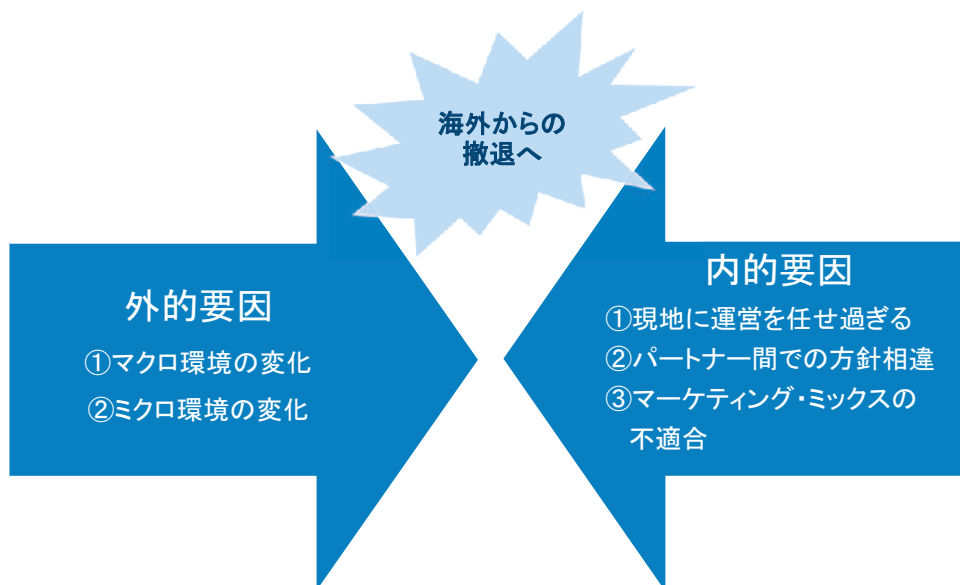 海外からの
撤退へ
外的要因
①マクロ環境の変化
②ミクロ環境の変化
内的要因
①現地に運営を任せ過ぎる
②パートナー間での方針相違
③マーケティング・ミックスの
不適合